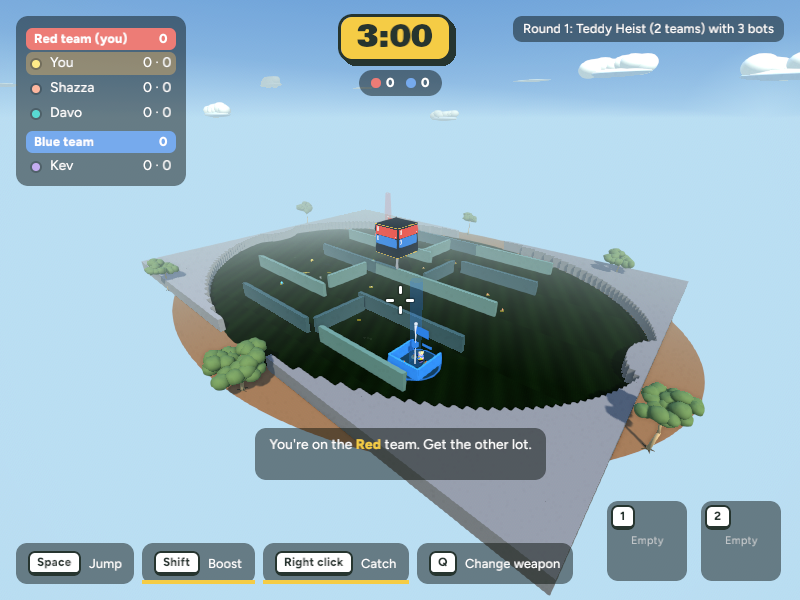 Red team (you) 0
You 0 · 0
Shazza 0 · 0
Davo 0 · 0
Blue team 0
Kev 0 · 0
3:00
0 0
Round 1: Teddy Heist (2 teams) with 3 bots
You're on the Red team. Get the other lot.
Space Jump
Shift Boost
Right click Catch
Q Change weapon
1
Empty
2
Empty